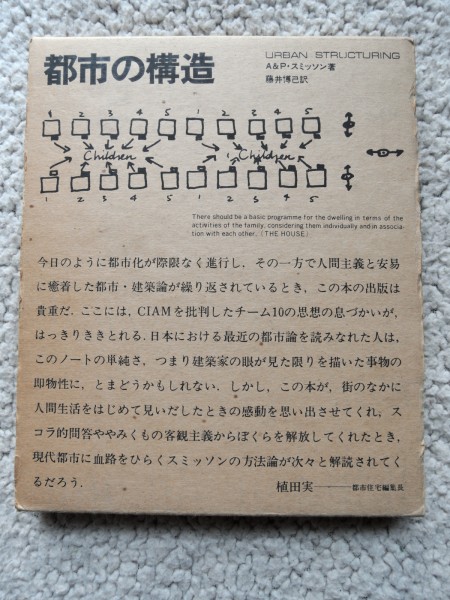 都市の構造
URBAN STRUCTURING
A&P・スミッソン著
藤井博巳訳
1 2 3 4 5 1 2 3 4 5
Children Children
1 2 3 4 5 1 2 3 4 5
There should be a basic programme for the dwelling in terms of the
activities of the family, considering them individually and in associa-
tion with each other. (THE HOUSE)
今日のように都市化が際限なく進行し，その一方で人間主義と安易
に癒着した都市・建築論が繰り返されているとき，この本の出版は
貴重だ．ここには，CIAMを批判したチーム10の思想の息づかいが，
はっきりききとれる．日本における最近の都市論を読みなれた人は，
このノートの単純さ，つまり建築家の眼が見た限りを描いた事物の
即物性に，とまどうかもしれない．しかし，この本が，街のなかに
人間生活をはじめて見いだしたときの感動を思い出させてくれ，ス
コラ的問答ややみくもの客観主義からぼくらを解放してくれたとき，
現代都市に血路をひらくスミッソンの方法論が次々と解読されてく
るだろう．
植田実―――都市住宅編集長